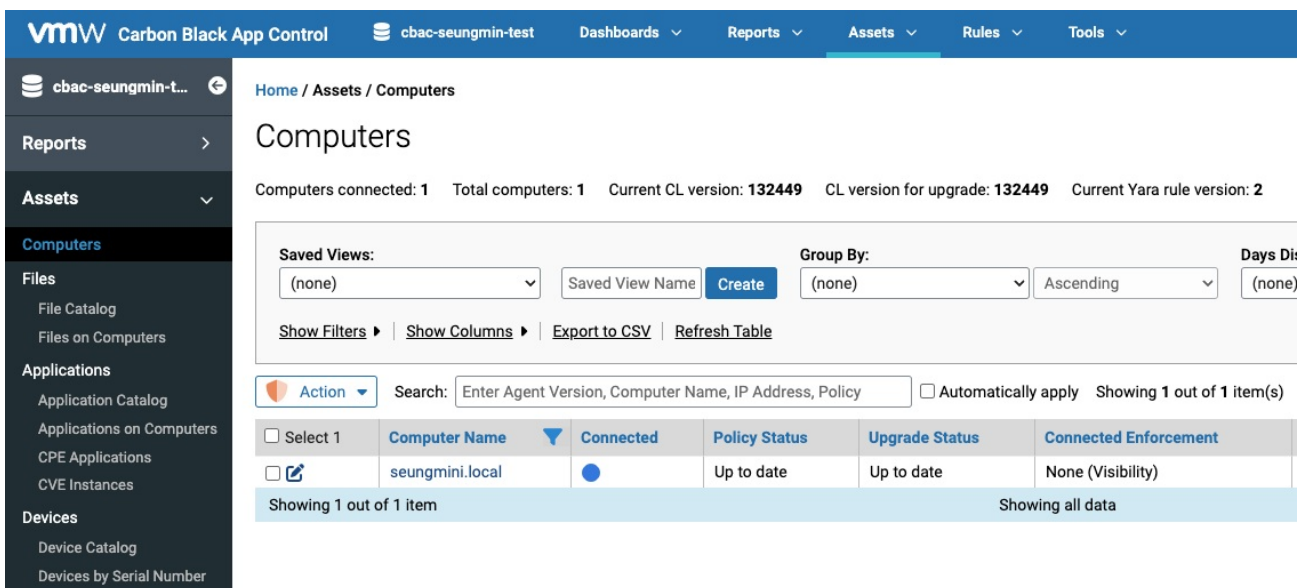 vmw Carbon Black App Control cbac-seungmin-test Dashboards Reports Assets Rules Tools
cbac-seungmin-t...
Reports
Assets
Computers
Files
File Catalog
Files on Computers
Applications
Application Catalog
Applications on Computers
CPE Applications
CVE Instances
Devices
Device Catalog
Devices by Serial Number
Home / Assets / Computers
Computers
Computers connected: 1 Total computers: 1 Current CL version: 132449 CL version for upgrade: 132449 Current Yara rule version: 2
Saved Views: Group By: Days Dis
(none) Saved View Name Create (none) Ascending (none)
Show Filters | Show Columns | Export to CSV | Refresh Table
Action Search: Enter Agent Version, Computer Name, IP Address, Policy Automatically apply Showing 1 out of 1 item(s)
Select 1 Computer Name Connected Policy Status Upgrade Status Connected Enforcement
seungmini.local Up to date Up to date None (Visibility)
Showing 1 out of 1 item Showing all data